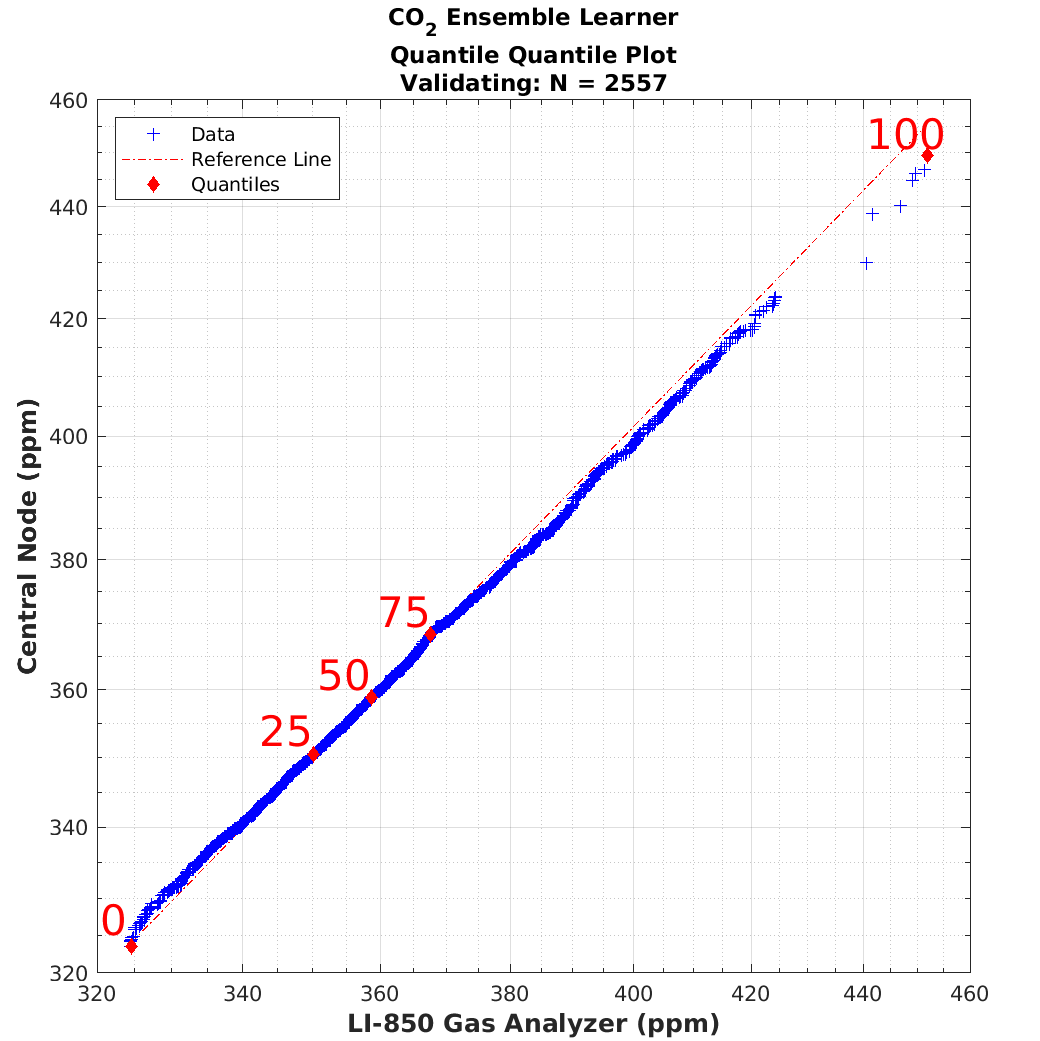 CO2 Ensemble Learner
Quantile Quantile Plot
Validating: N = 2557
Data
Reference Line
Quantiles
460
440
420
400
380
360
340
320
100
75
50
25
0
320 340 360 380 400 420 440 460
Central Node (ppm)
LI-850 Gas Analyzer (ppm)